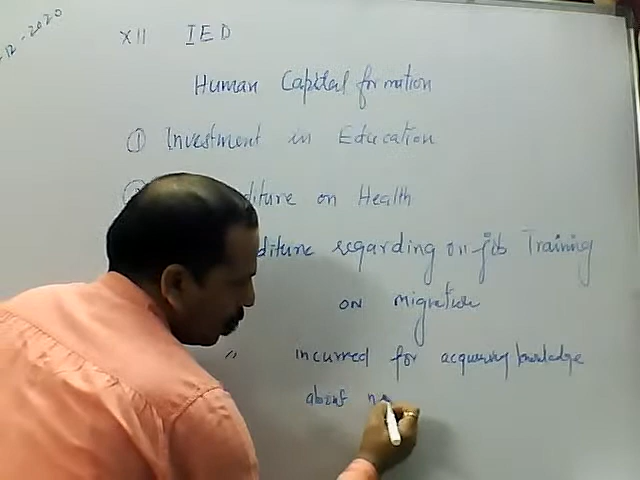 12-2020
XII IED
Human Capital formation
① Investment in Education
diture on Health
diture regarding on-job Training
on migration
" incurred for acquiring knowledge
about